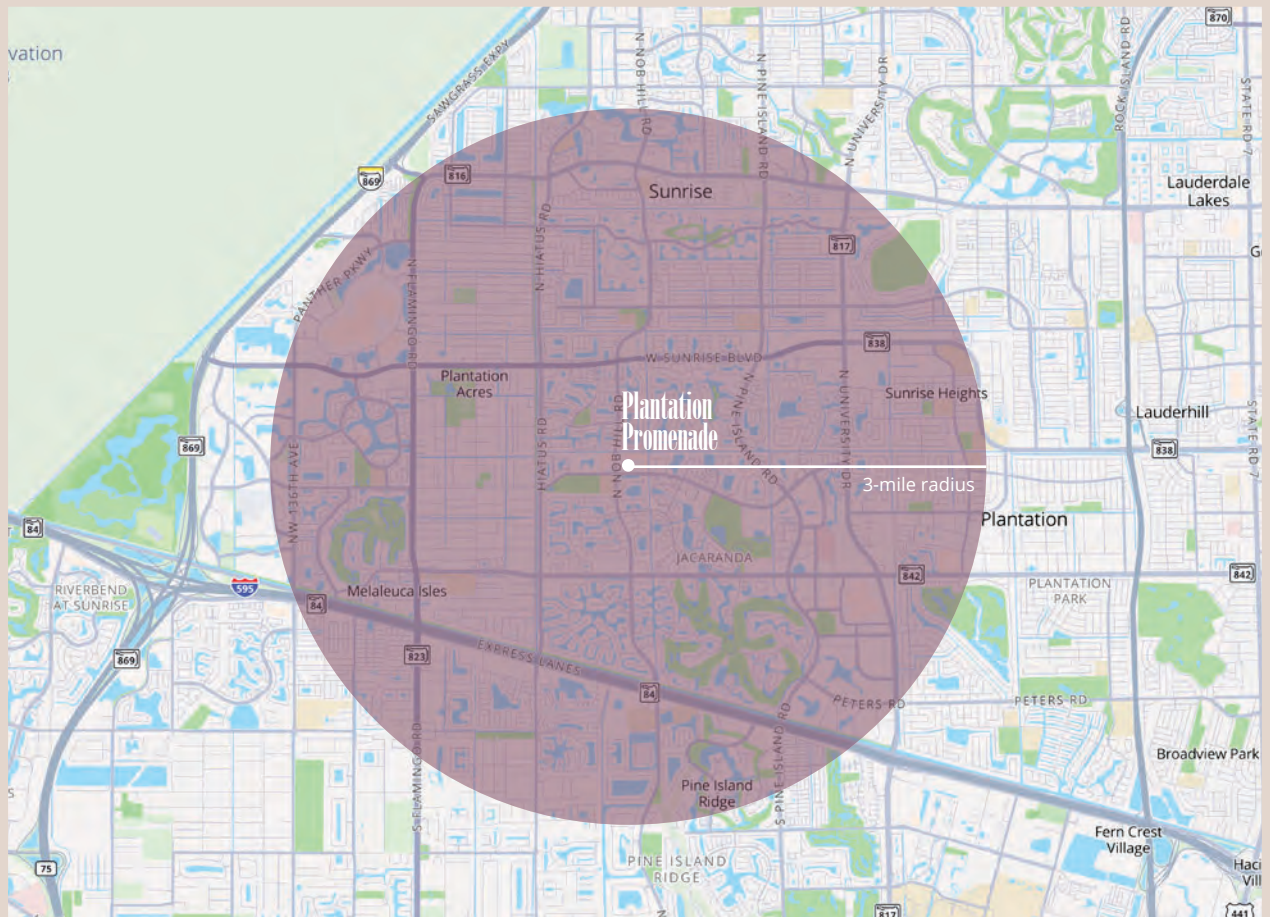 870
vation
SAWGRASS EXPY
N NOB HILL RD
N PINE ISLAND RD
N UNIVERSITY DR
ROCK ISLAND RD
STATE RD 7
869
816
Sunrise
Lauderdale
Lakes
N HIATUS RD
817
G
PANTHER PKWY
N FLAMINGO RD
838
W SUNRISE BLVD
Plantation
Acres
Sunrise Heights
N PINE ISLAND RD
N UNIVERSITY DR
Plantation
Promenade
Lauderhill
STATE RD 7
869
HIATUS RD
N NOB HILL RD
838
3-mile radius
NW 136TH AVE
84
Plantation
JACARANDA
842
842
595
RIVERBEND
AT SUNRISE
Melaleuca Isles
84
PLANTATION
PARK
869
823
EXPRESS LANES
84
PETERS RD
PETERS RD
S FLAMINGO RD
S PINE ISLAND RD
Broadview Park
S
Pine Island
Ridge
Fern Crest
Village
75
PINE ISLAND
RIDGE
Haci
Vill
N
817
441